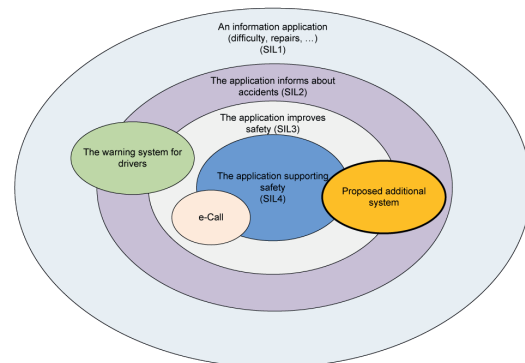 An information application
(difficulty, repairs, …)
(SIL1)
The application informs about
accidents (SIL2)
The application improves
safety (SIL3)
The warning system for
drivers
The application supporting
safety
(SIL4)
Proposed additional
system
e-Call